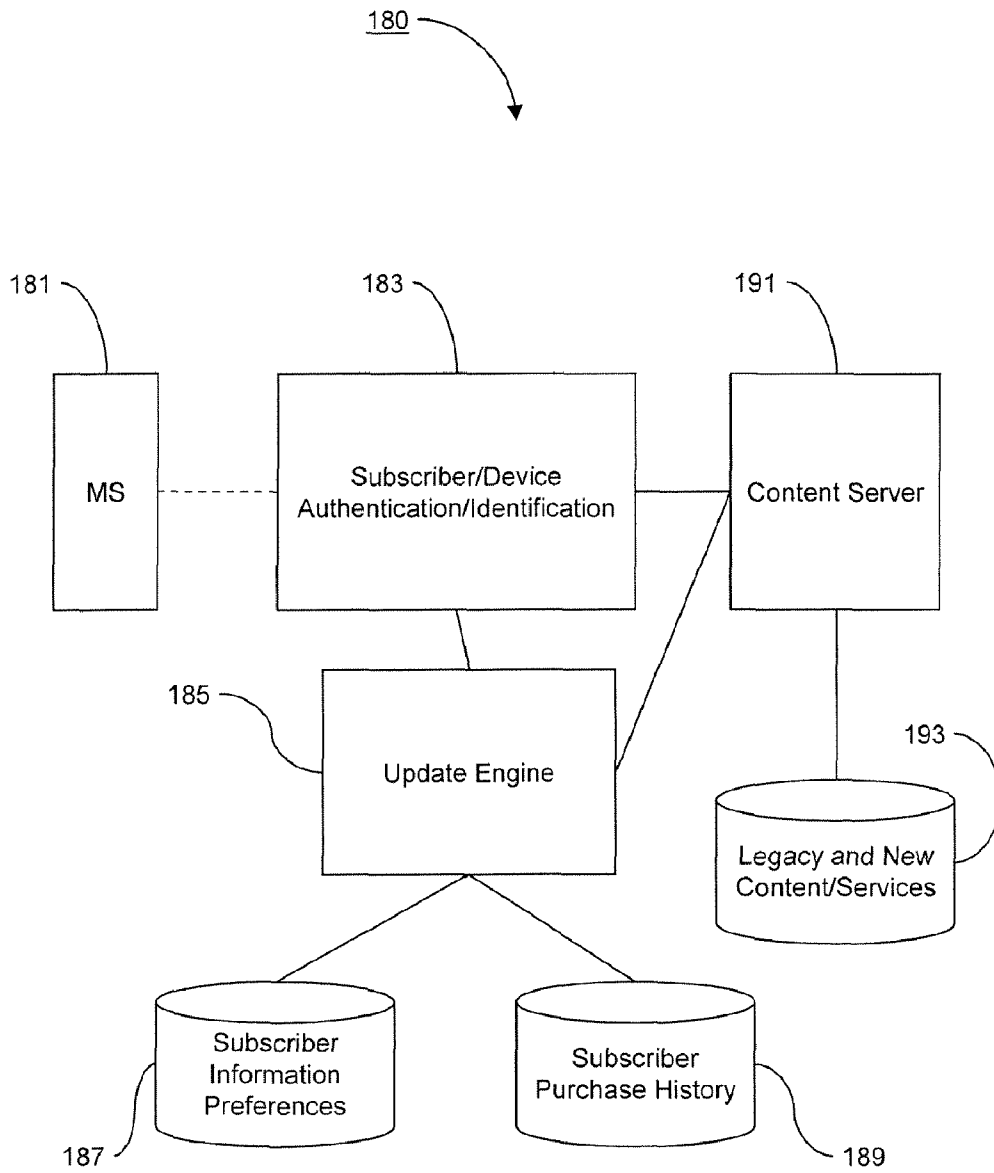 180
181
183
191
MS
Subscriber/Device
Authentication/Identification
Content Server
185
Update Engine
193
Legacy and New
Content/Services
Subscriber
Information
Preferences
Subscriber
Purchase History
187
189